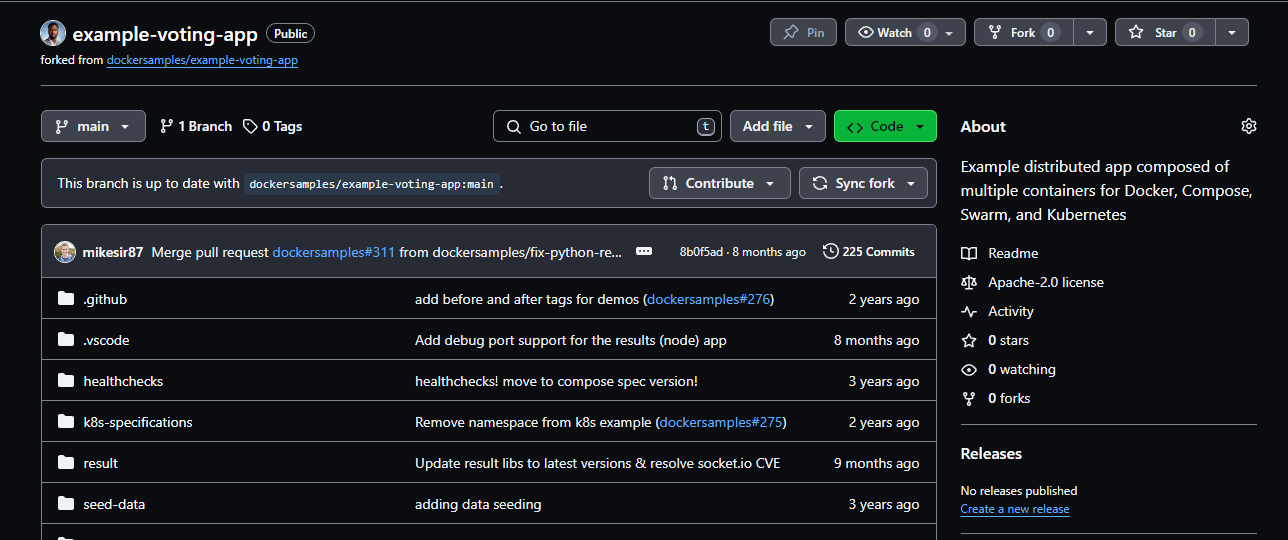 example-voting-app Public
Pin
Watch 0
Fork 0
Star 0
forked from dockersamples/example-voting-app
main
1 Branch
0 Tags
Go to file
t
Add file
Code
This branch is up to date with dockersamples/example-voting-app:main.
Contribute
Sync fork
mikesir87 Merge pull request dockersamples#311 from dockersamples/fix-python-re... 8b0f5ad · 8 months ago 225 Commits
.github add before and after tags for demos (dockersamples#276) 2 years ago
.vscode Add debug port support for the results (node) app 8 months ago
healthchecks healthchecks! move to compose spec version! 3 years ago
k8s-specifications Remove namespace from k8s example (dockersamples#275) 2 years ago
result Update result libs to latest versions & resolve socket.io CVE 9 months ago
seed-data adding data seeding 3 years ago
About
Example distributed app composed of
multiple containers for Docker, Compose,
Swarm, and Kubernetes
Readme
Apache-2.0 license
Activity
0 stars
0 watching
0 forks
Releases
No releases published
Create a new release